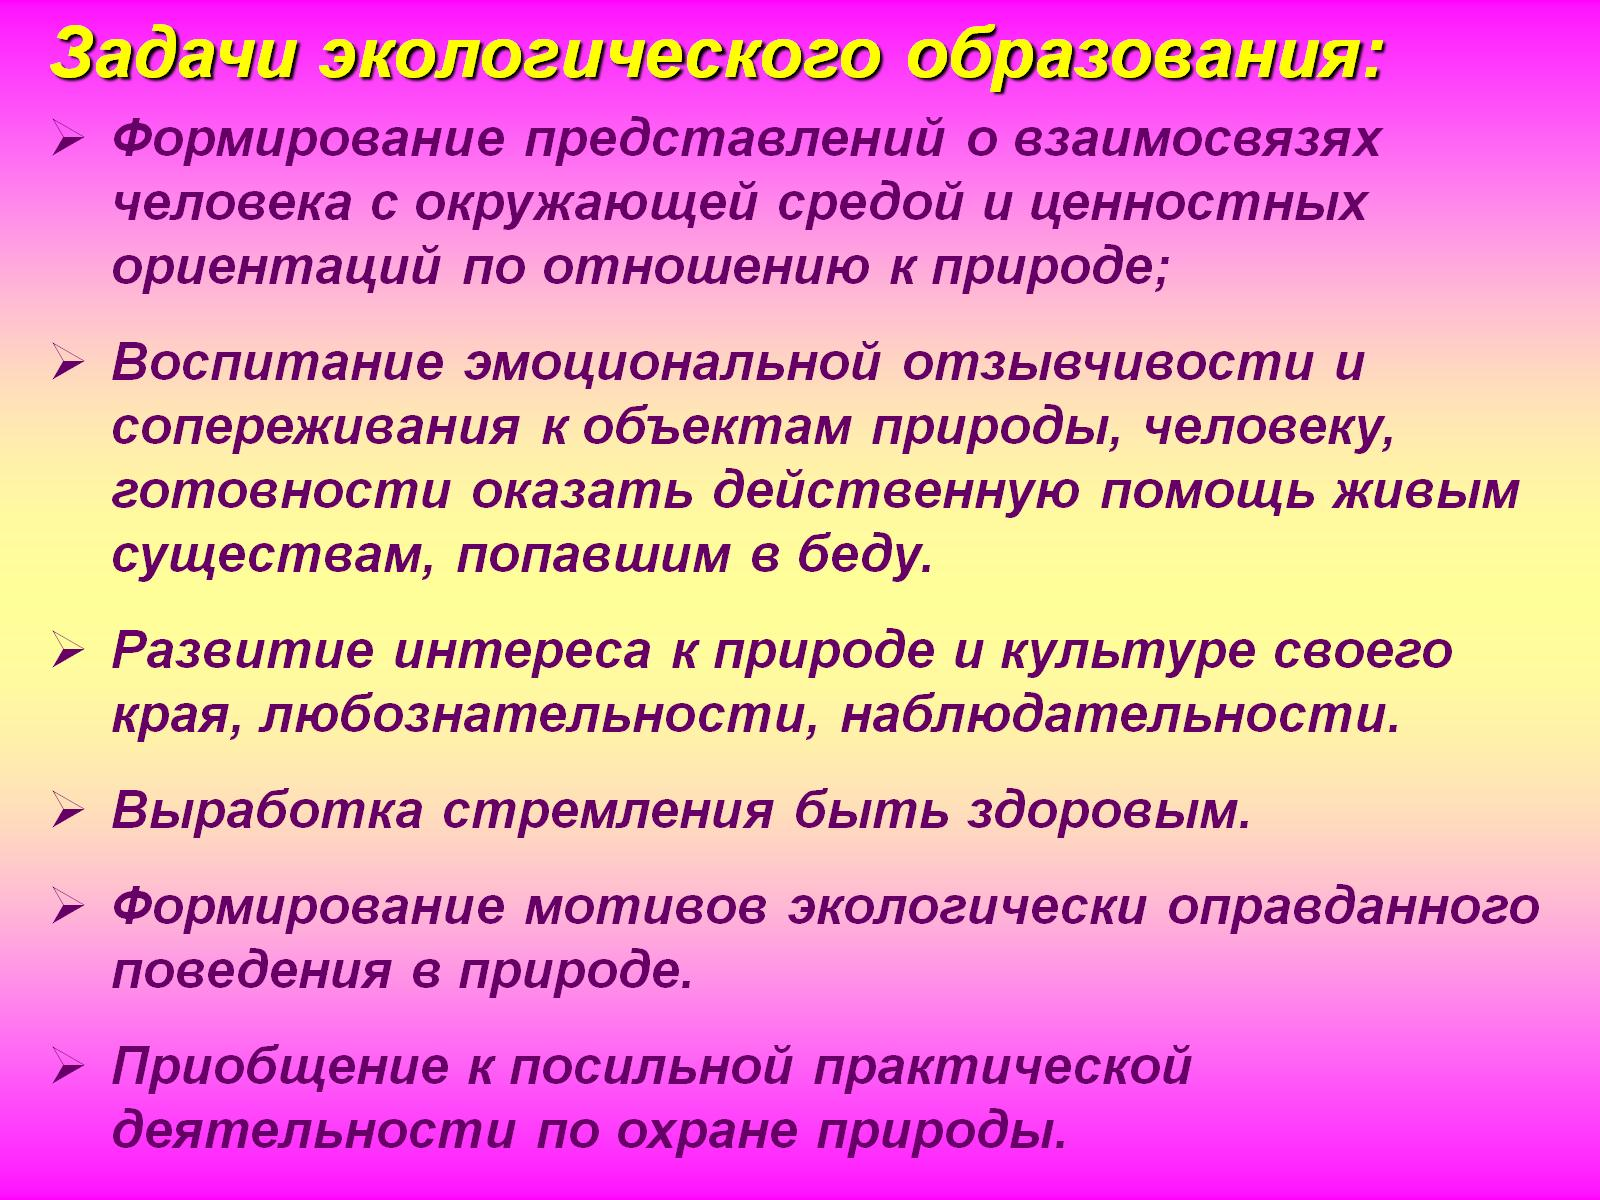 Задачи экологического образования:
Формирование представлений о взаимосвязях
человека с окружающей средой и ценностных
ориентаций по отношению к природе;
Воспитание эмоциональной отзывчивости и
сопереживания к объектам природы, человеку,
готовности оказать действенную помощь живым
существам, попавшим в беду.
Развитие интереса к природе и культуре своего
края, любознательности, наблюдательности.
Выработка стремления быть здоровым.
Формирование мотивов экологически оправданного
поведения в природе.
Приобщение к посильной практической
деятельности по охране природы.